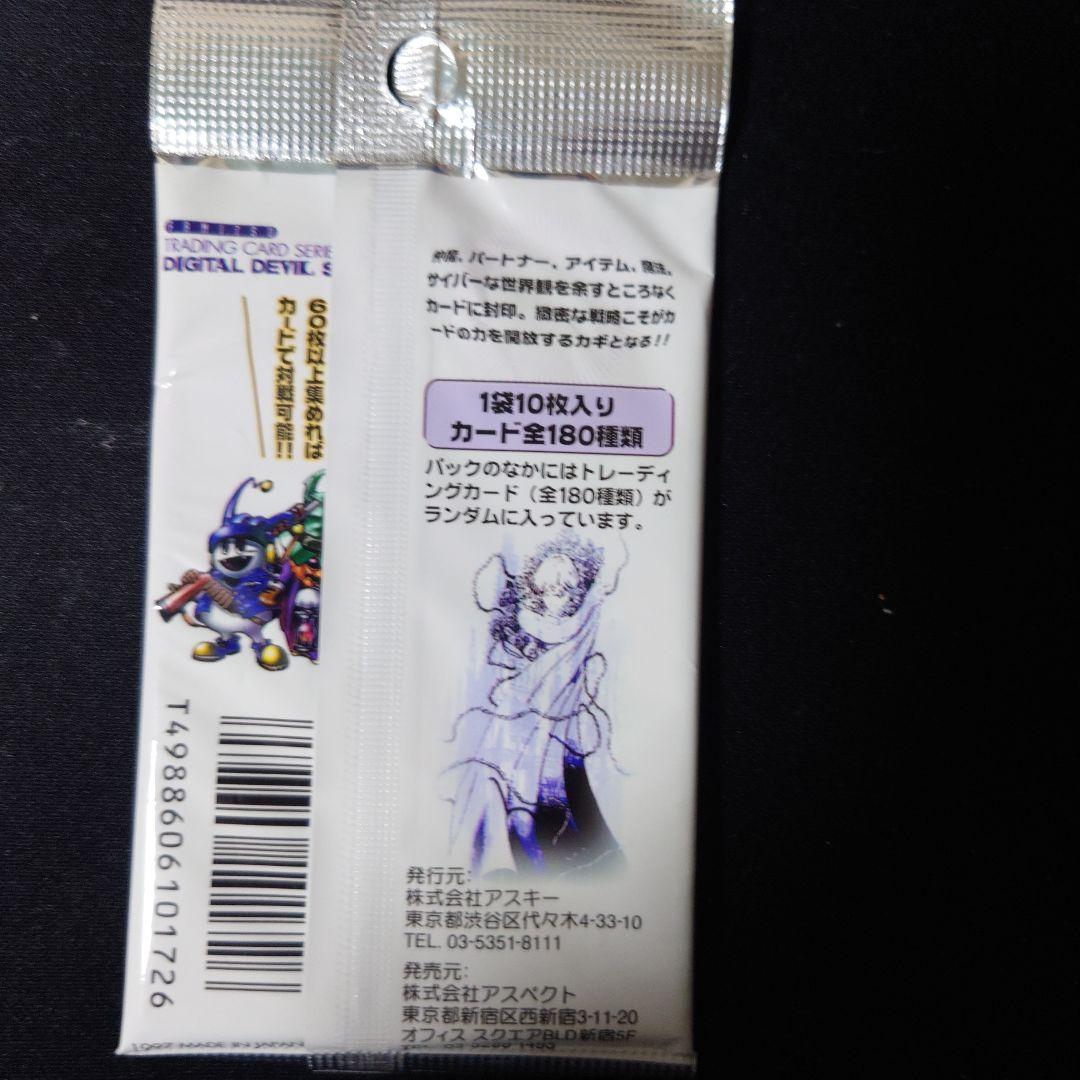 TRADING CARD SERIE
DIGITAL DEVIL S
60枚以上集めれば
カードで対戦可能!!
T4988606101726
仲魔、パートナー、アイテム、魔法。
サイバーな世界観を余すところなく
カードに封印。緻密な戦略こそがカ
ードの力を開放するカギとなる!!
1袋10枚入り
カード全180種類
パックのなかにはトレーディ
ングカード（全180種類）が
ランダムに入っています。
発行元:
株式会社アスキー
東京都渋谷区代々木4-33-10
TEL. 03-5351-8111
発売元:
株式会社アスペクト
東京都新宿区西新宿3-11-20
オフィス スクエアBLD新宿5F
MADE IN JAPAN